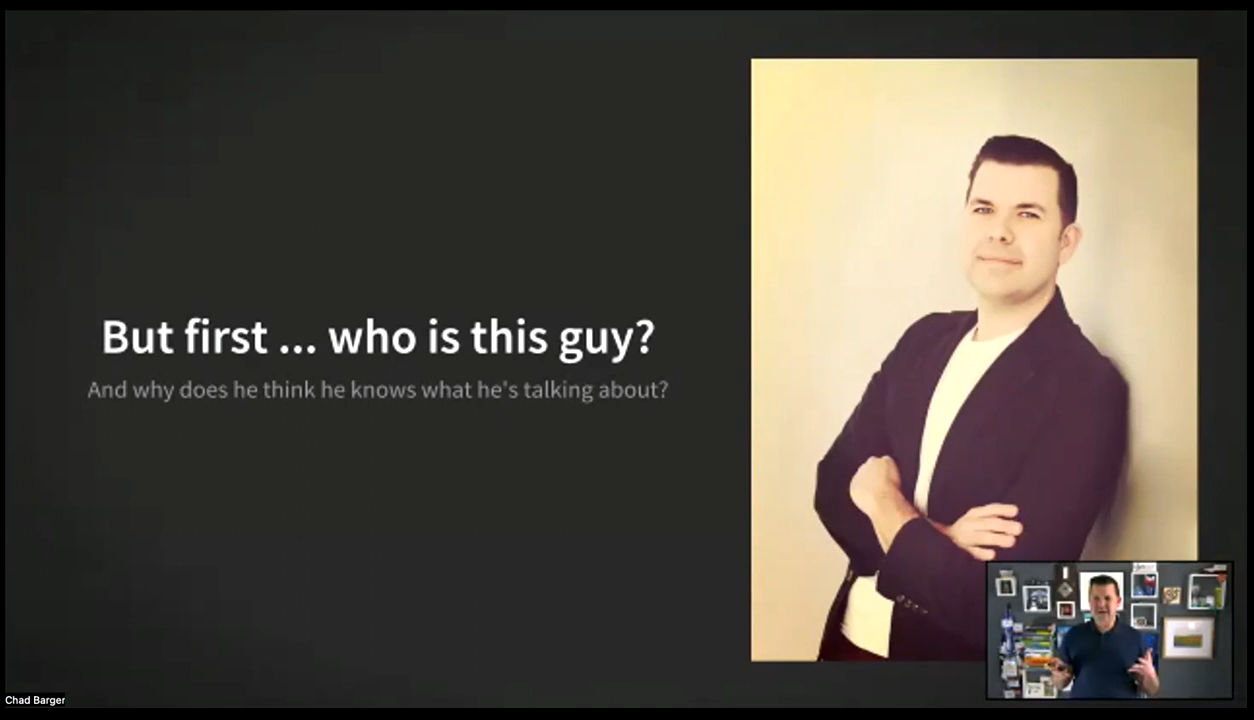 But first ... who is this guy?
And why does he think he knows what he's talking about?
Chad Barger